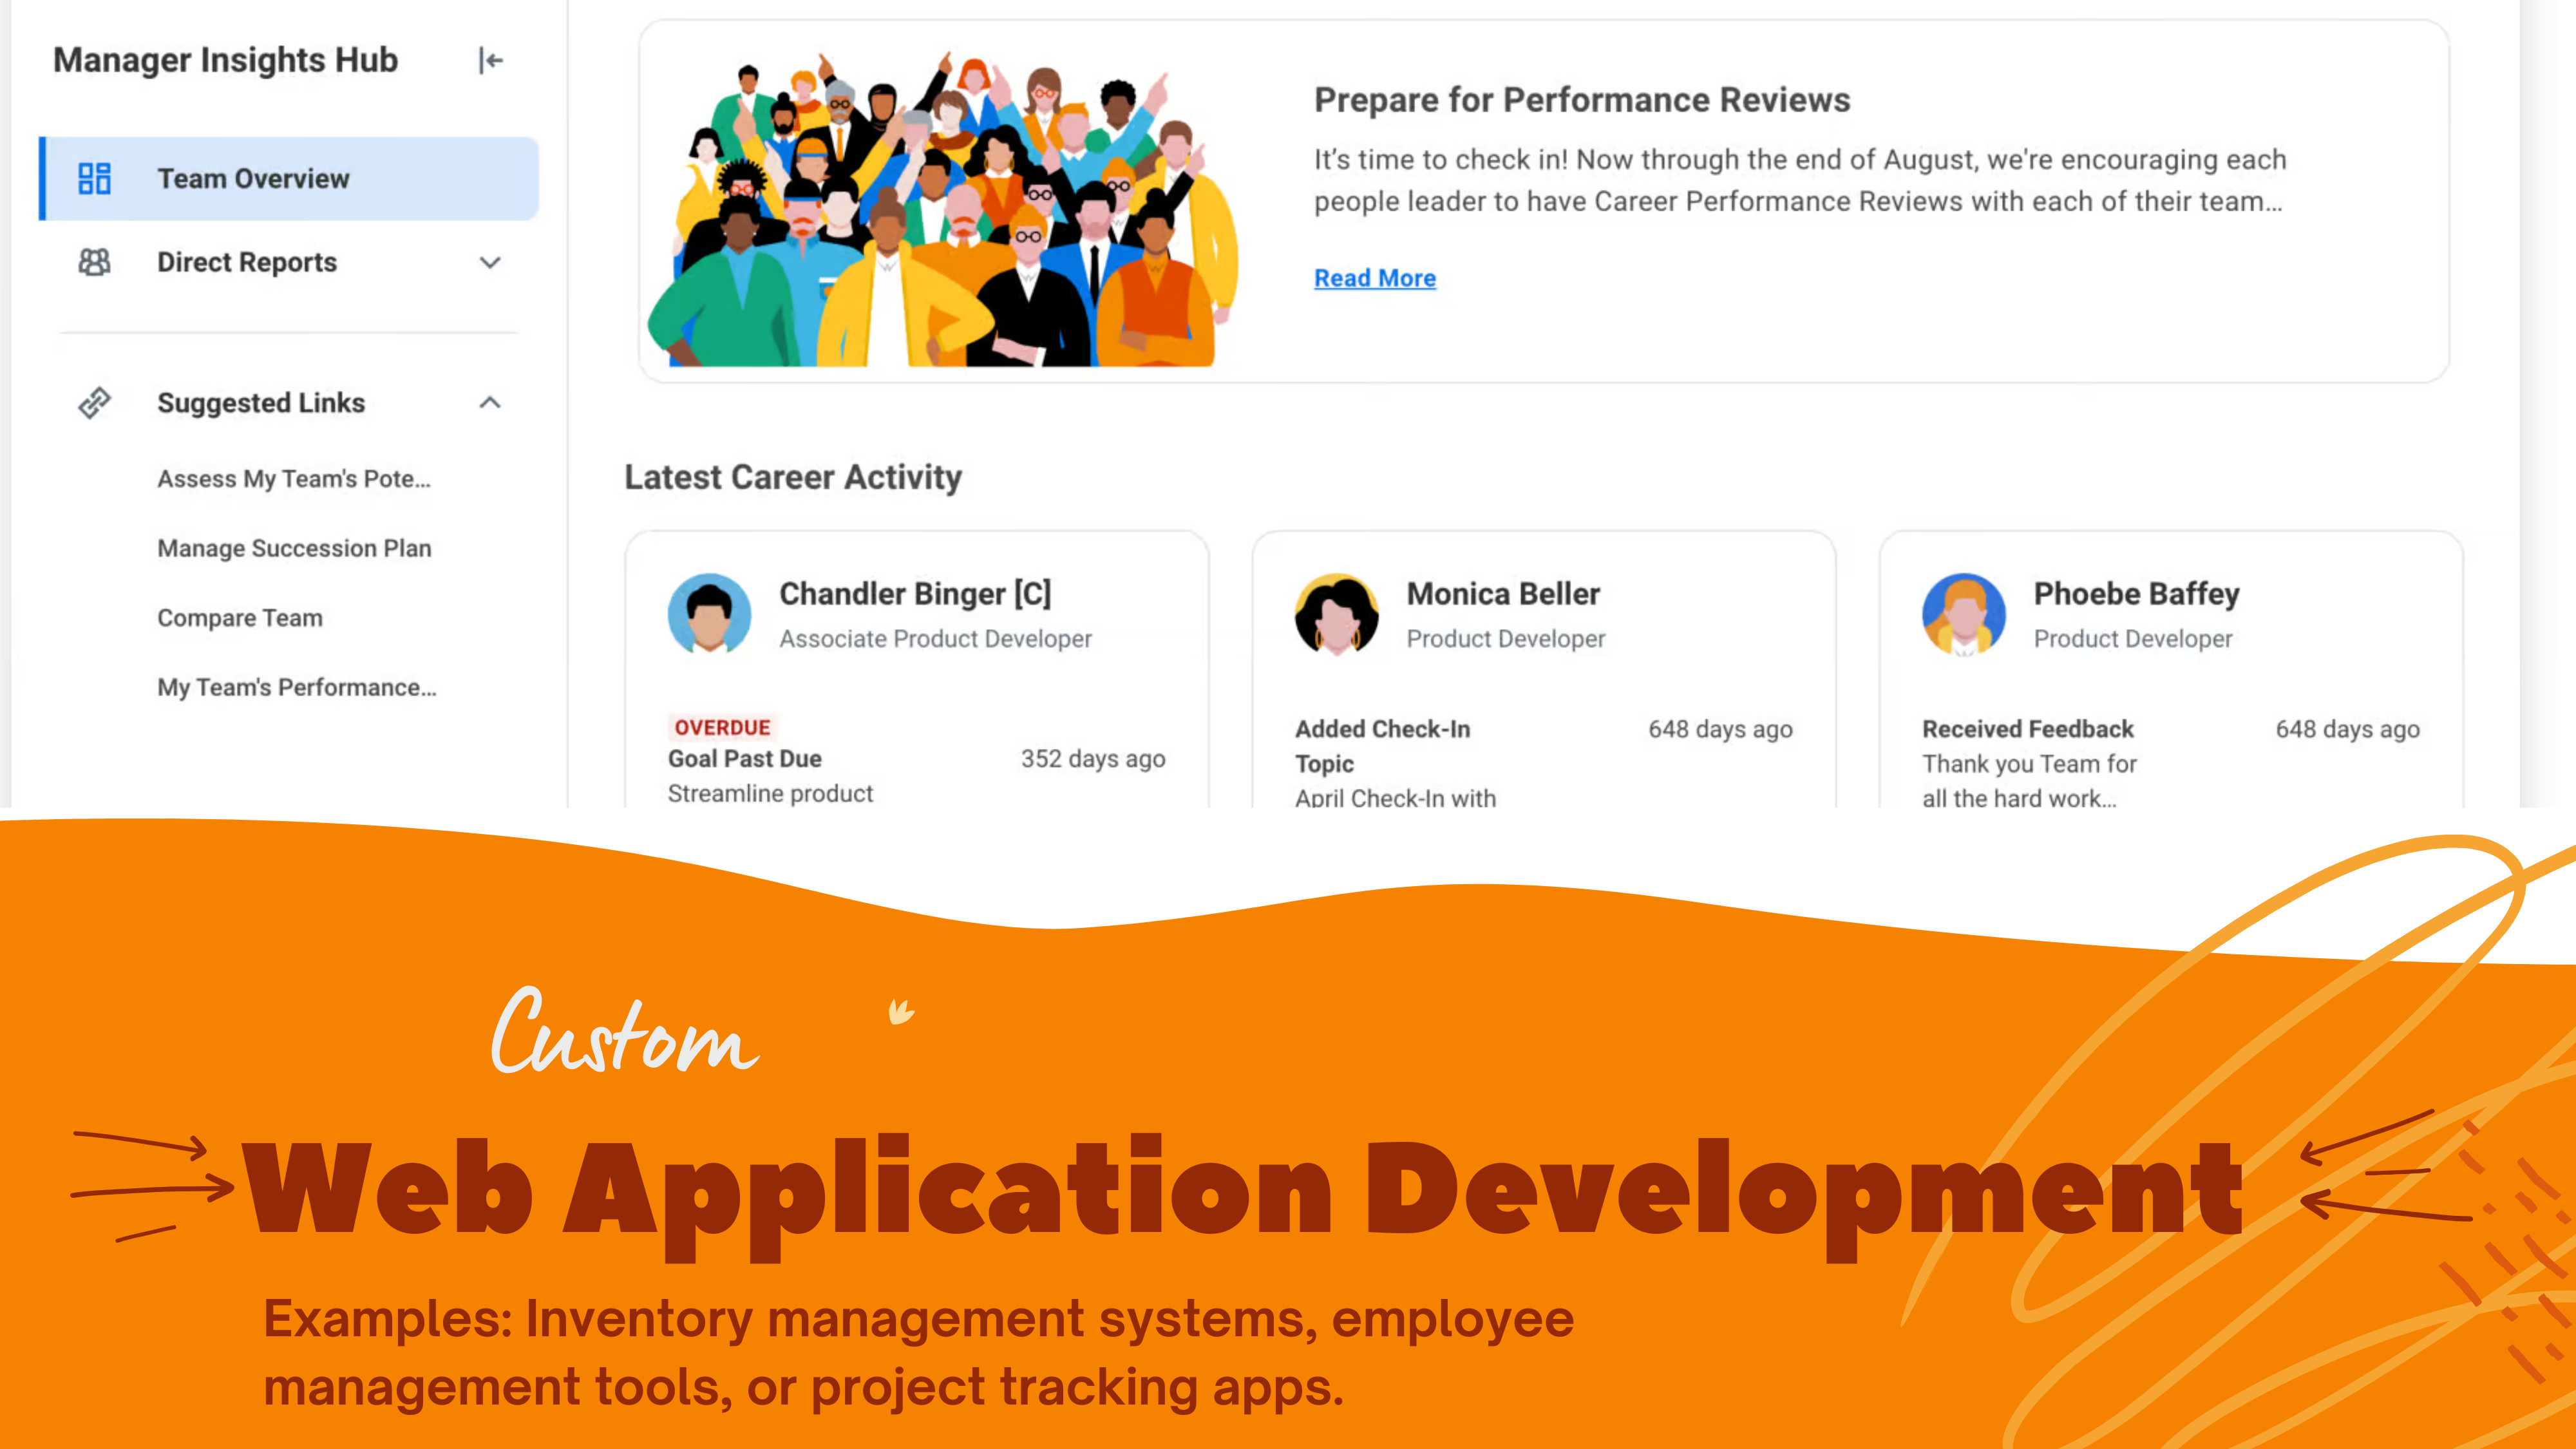 Manager Insights Hub
Team Overview
Direct Reports
Suggested Links
Assess My Team's Pote...
Manage Succession Plan
Compare Team
My Team's Performance...
Prepare for Performance Reviews
It’s time to check in! Now through the end of August, we're encouraging each
people leader to have Career Performance Reviews with each of their team...
Read More
Latest Career Activity
Chandler Binger [C]
Associate Product Developer
OVERDUE
Goal Past Due 352 days ago
Streamline product
Monica Beller
Product Developer
Added Check-In 648 days ago
Topic
April Check-In with
Phoebe Baffey
Product Developer
Received Feedback 648 days ago
Thank you Team for
all the hard work...
Custom
Web Application Development
Examples: Inventory management systems, employee
management tools, or project tracking apps.